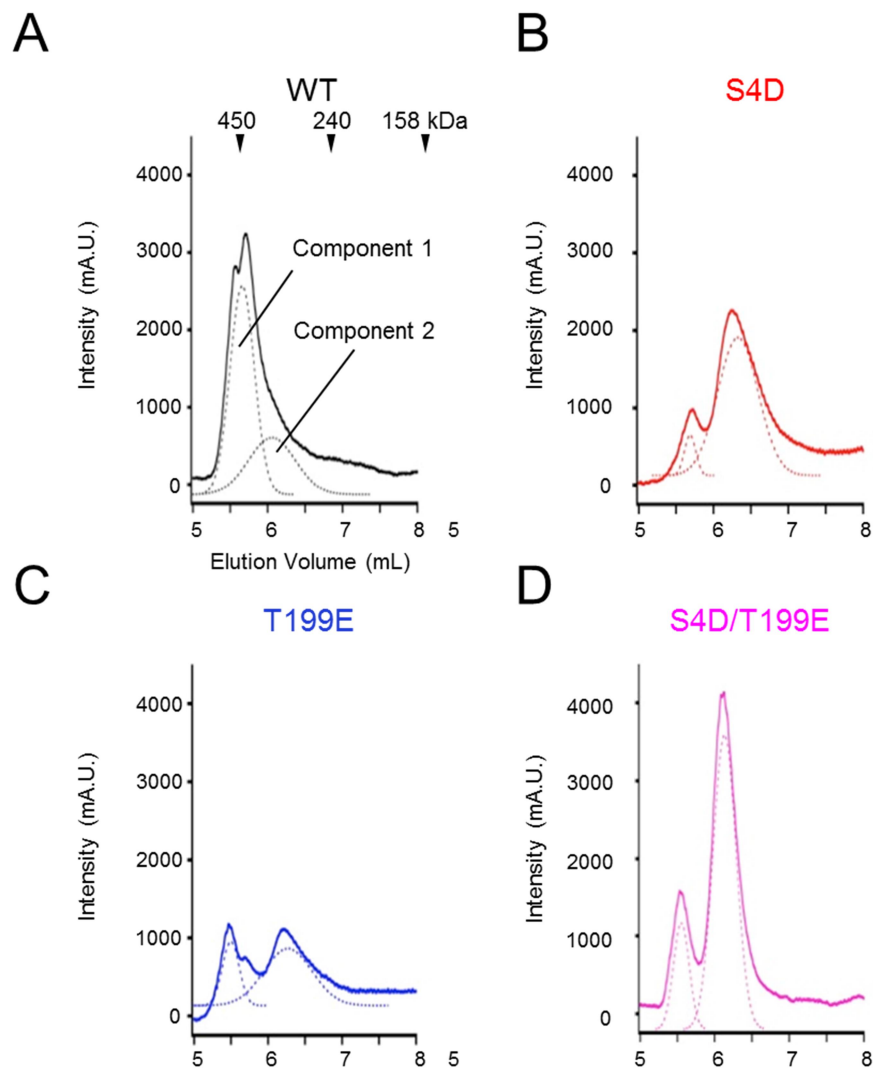 A
B
WT
S4D
450 240 158 kDa
4000
3000
2000
1000
0
Intensity (mA.U.)
Component 1
Component 2
5 6 7 8 5
Elution Volume (mL)
4000
3000
2000
1000
0
Intensity (mA.U.)
5 6 7 8
C
D
T199E
S4D/T199E
4000
3000
2000
1000
0
Intensity (mA.U.)
5 6 7 5
4000
3000
2000
1000
0
Intensity (mA.U.)
5 6 7 8